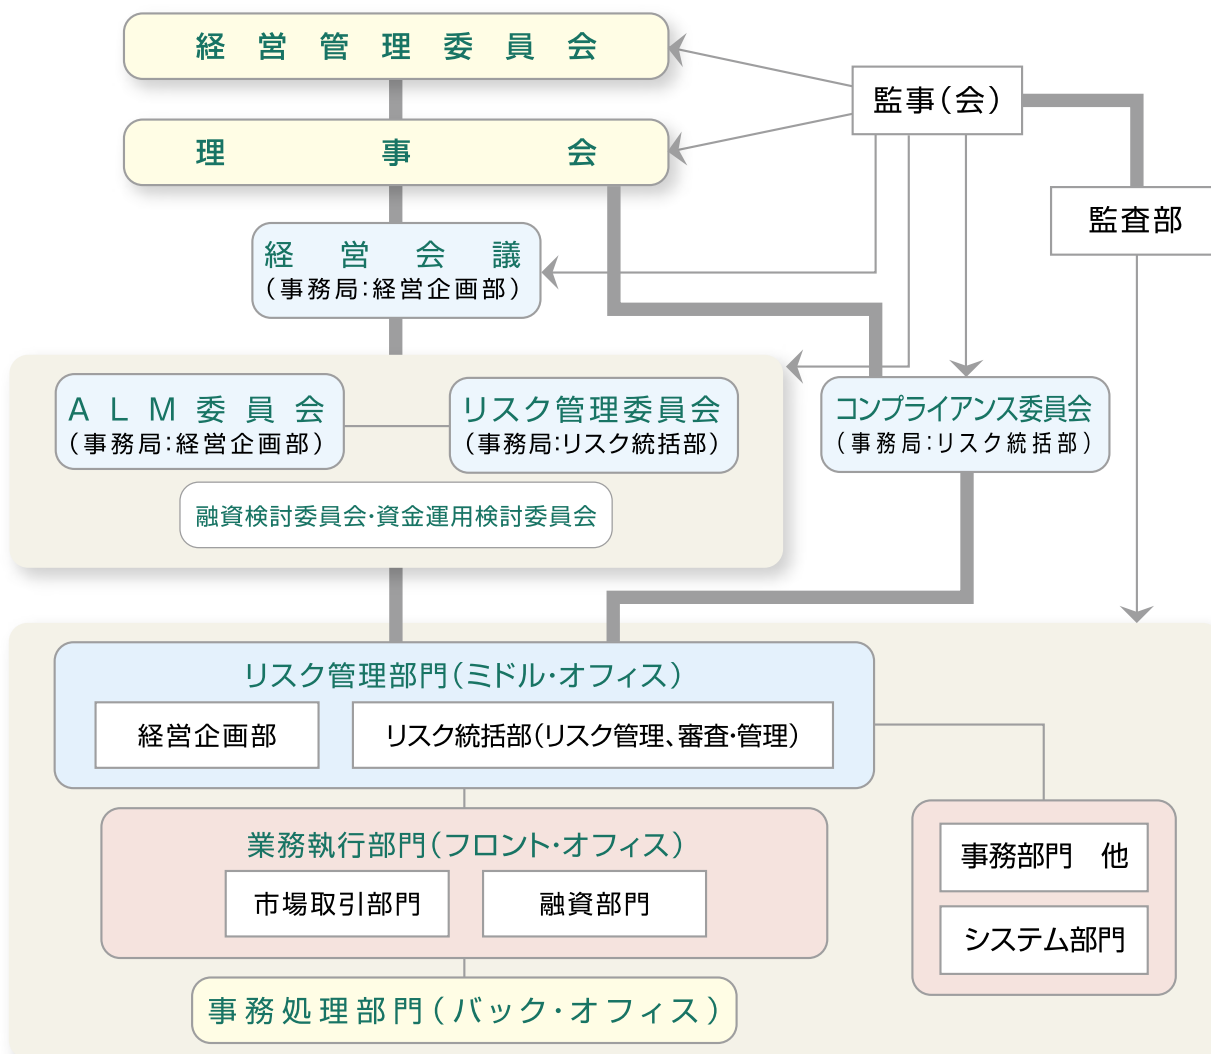 経営管理委員会
監事(会)
理事会
監査部
経営会議
(事務局:経営企画部)
ALM委員会
(事務局:経営企画部)
リスク管理委員会
(事務局:リスク統括部)
コンプライアンス委員会
(事務局:リスク統括部)
融資検討委員会・資金運用検討委員会
リスク管理部門(ミドル・オフィス)
経営企画部
リスク統括部(リスク管理、審査・管理)
業務執行部門(フロント・オフィス)
市場取引部門
融資部門
事務部門 他
システム部門
事務処理部門(バック・オフィス)